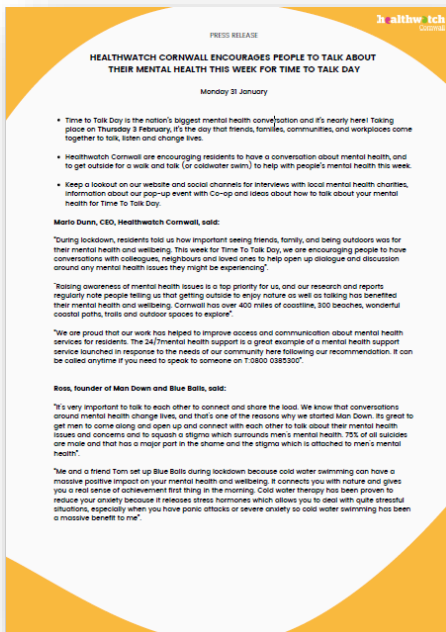 healthwatch
Cornwall
PRESS RELEASE
HEALTHWATCH CORNWALL ENCOURAGES PEOPLE TO TALK ABOUT
THEIR MENTAL HEALTH THIS WEEK FOR TIME TO TALK DAY
Monday 31 January
• Time to Talk Day is the nation's biggest mental health conversation and it's nearly here! Taking
place on Thursday 3 February, it's the day that friends, families, communities, and workplaces come
together to talk, listen and change lives.
• Healthwatch Cornwall are encouraging residents to have a conversation about mental health, and
to get outside for a walk and talk (or coldwater swim) to help with people's mental health this week.
• Keep a lookout on our website and social channels for interviews with local mental health charities,
information about our pop-up event with Co-op and ideas about how to talk about your mental
health for Time To Talk Day.
Mario Dunn, CEO, Healthwatch Cornwall, said:
"During lockdown, residents told us how important seeing friends, family, and being outdoors was for
their mental health and wellbeing. This week for Time To Talk Day, we are encouraging people to have
conversations with colleagues, neighbours and loved ones to help open up dialogue and discussion
around any mental health issues they might be experiencing".
"Raising awareness of mental health issues is a top priority for us, and our research and reports
regularly note people telling us that getting outside to enjoy nature as well as talking has benefited
their mental health and wellbeing. Cornwall has over 400 miles of coastline, 300 beaches, wonderful
coastal paths, trails and outdoor spaces to explore".
"We are proud that our work has helped to improve access and communication about mental health
services for residents. The 24/7mental health support is a great example of a mental health support
service launched in response to the needs of our community here following our recommendation. It can
be called anytime if you need to speak to someone on T:0800 0385300".
Ross, founder of Man Down and Blue Balls, said:
"It's very important to talk to each other to connect and share the load. We know that conversations
around mental health change lives, and that's one of the reasons why we started Man Down. Its great to
get men to come along and open up and connect with each other to talk about their mental health
issues and concerns and to squash a stigma which surrounds men's mental health. 75% of all suicides
are male and that has a major part in the shame and the stigma which is attached to men's mental
health".
"Me and a friend Tom set up Blue Balls during lockdown because cold water swimming can have a
massive positive impact on your mental health and wellbeing. It connects you with nature and gives
you a real sense of achievement first thing in the morning. Cold water therapy has been proven to
reduce your anxiety because it releases stress hormones which allows you to deal with quite stressful
situations, especially when you have panic attacks or severe anxiety so cold water swimming has been
a massive benefit to me".